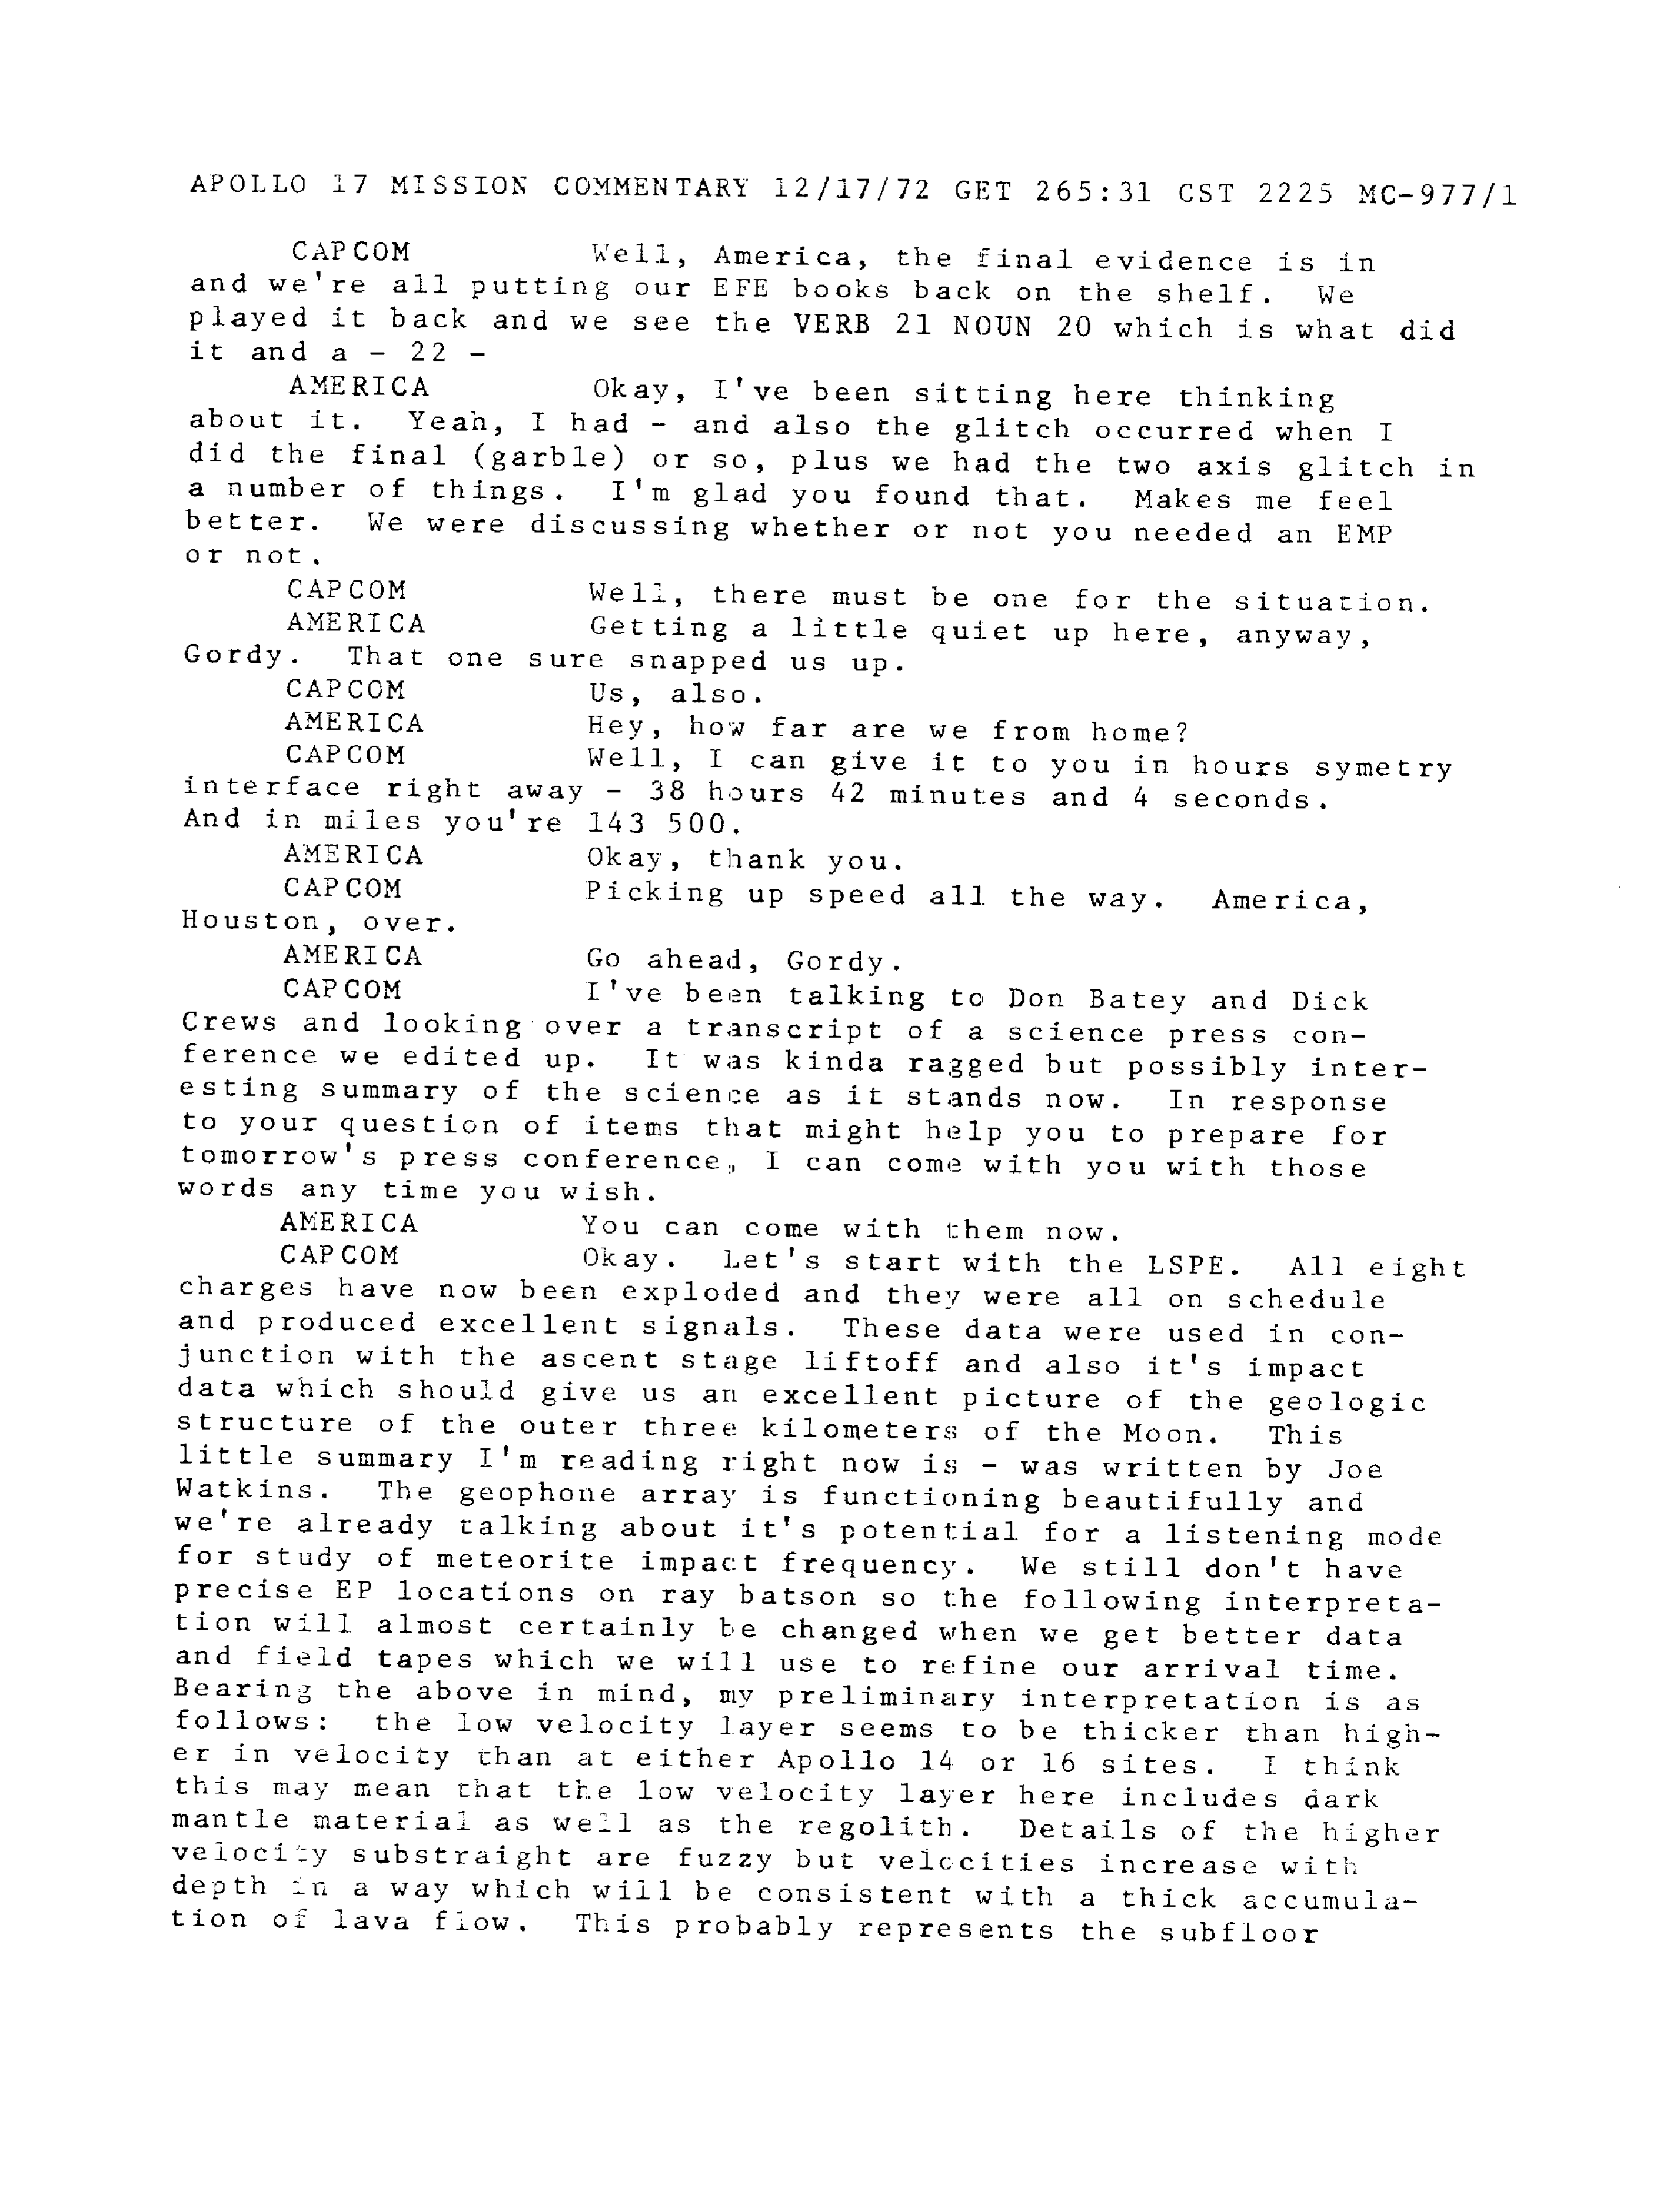 APOLLO 17 MISSION COMMENTARY 12/17/72 GET 265:31 CST 2225 MC-977/1
CAPCOM Well, America, the final evidence is in
and we're all putting our EFE books back on the shelf. We
played it back and we see the VERB 21 NOUN 20 which is what did
it and a - 22 -
AMERICA Okay, I've been sitting here thinking
about it. Yeah, I had - and also the glitch occurred when I
did the final (garble) or so, plus we had the two axis glitch in
a number of things. I'm glad you found that. Makes me feel
better. We were discussing whether or not you needed an EMP
or not.
CAPCOM Well, there must be one for the situation.
AMERICA Getting a little quiet up here, anyway,
Gordy. That one sure snapped us up.
CAPCOM Us, also.
AMERICA Hey, how far are we from home?
CAPCOM Well, I can give it to you in hours symetry
interface right away - 38 hours 42 minutes and 4 seconds.
And in miles you're 143 500.
AMERICA Okay, thank you.
CAPCOM Picking up speed all the way. America,
Houston, over.
AMERICA Go ahead, Gordy.
CAPCOM I've been talking to Don Batey and Dick
Crews and looking over a transcript of a science press con-
ference we edited up. It was kinda ragged but possibly inter-
esting summary of the science as it stands now. In response
to your question of items that might help you to prepare for
tomorrow's press conference, I can come with you with those
words any time you wish.
AMERICA You can come with them now.
CAPCOM Okay. Let's start with the LSPE. All eight
charges have now been exploded and they were all on schedule
and produced excellent signals. These data were used in con-
junction with the ascent stage liftoff and also it's impact
data which should give us an excellent picture of the geologic
structure of the outer three kilometers of the Moon. This
little summary I'm reading right now is - was written by Joe
Watkins. The geophone array is functioning beautifully and
we're already talking about it's potential for a listening mode
for study of meteorite impact frequency. We still don't have
precise EP locations on ray batson so the following interpreta-
tion will almost certainly be changed when we get better data
and field tapes which we will use to refine our arrival time.
Bearing the above in mind, my preliminary interpretation is as
follows: the low velocity layer seems to be thicker than high-
er in velocity than at either Apollo 14 or 16 sites. I think
this may mean that the low velocity layer here includes dark
mantle material as well as the regolith. Details of the higher
velocity substraight are fuzzy but velocities increase with
depth in a way which will be consistent with a thick accumula-
tion of lava flow. This probably represents the subfloor